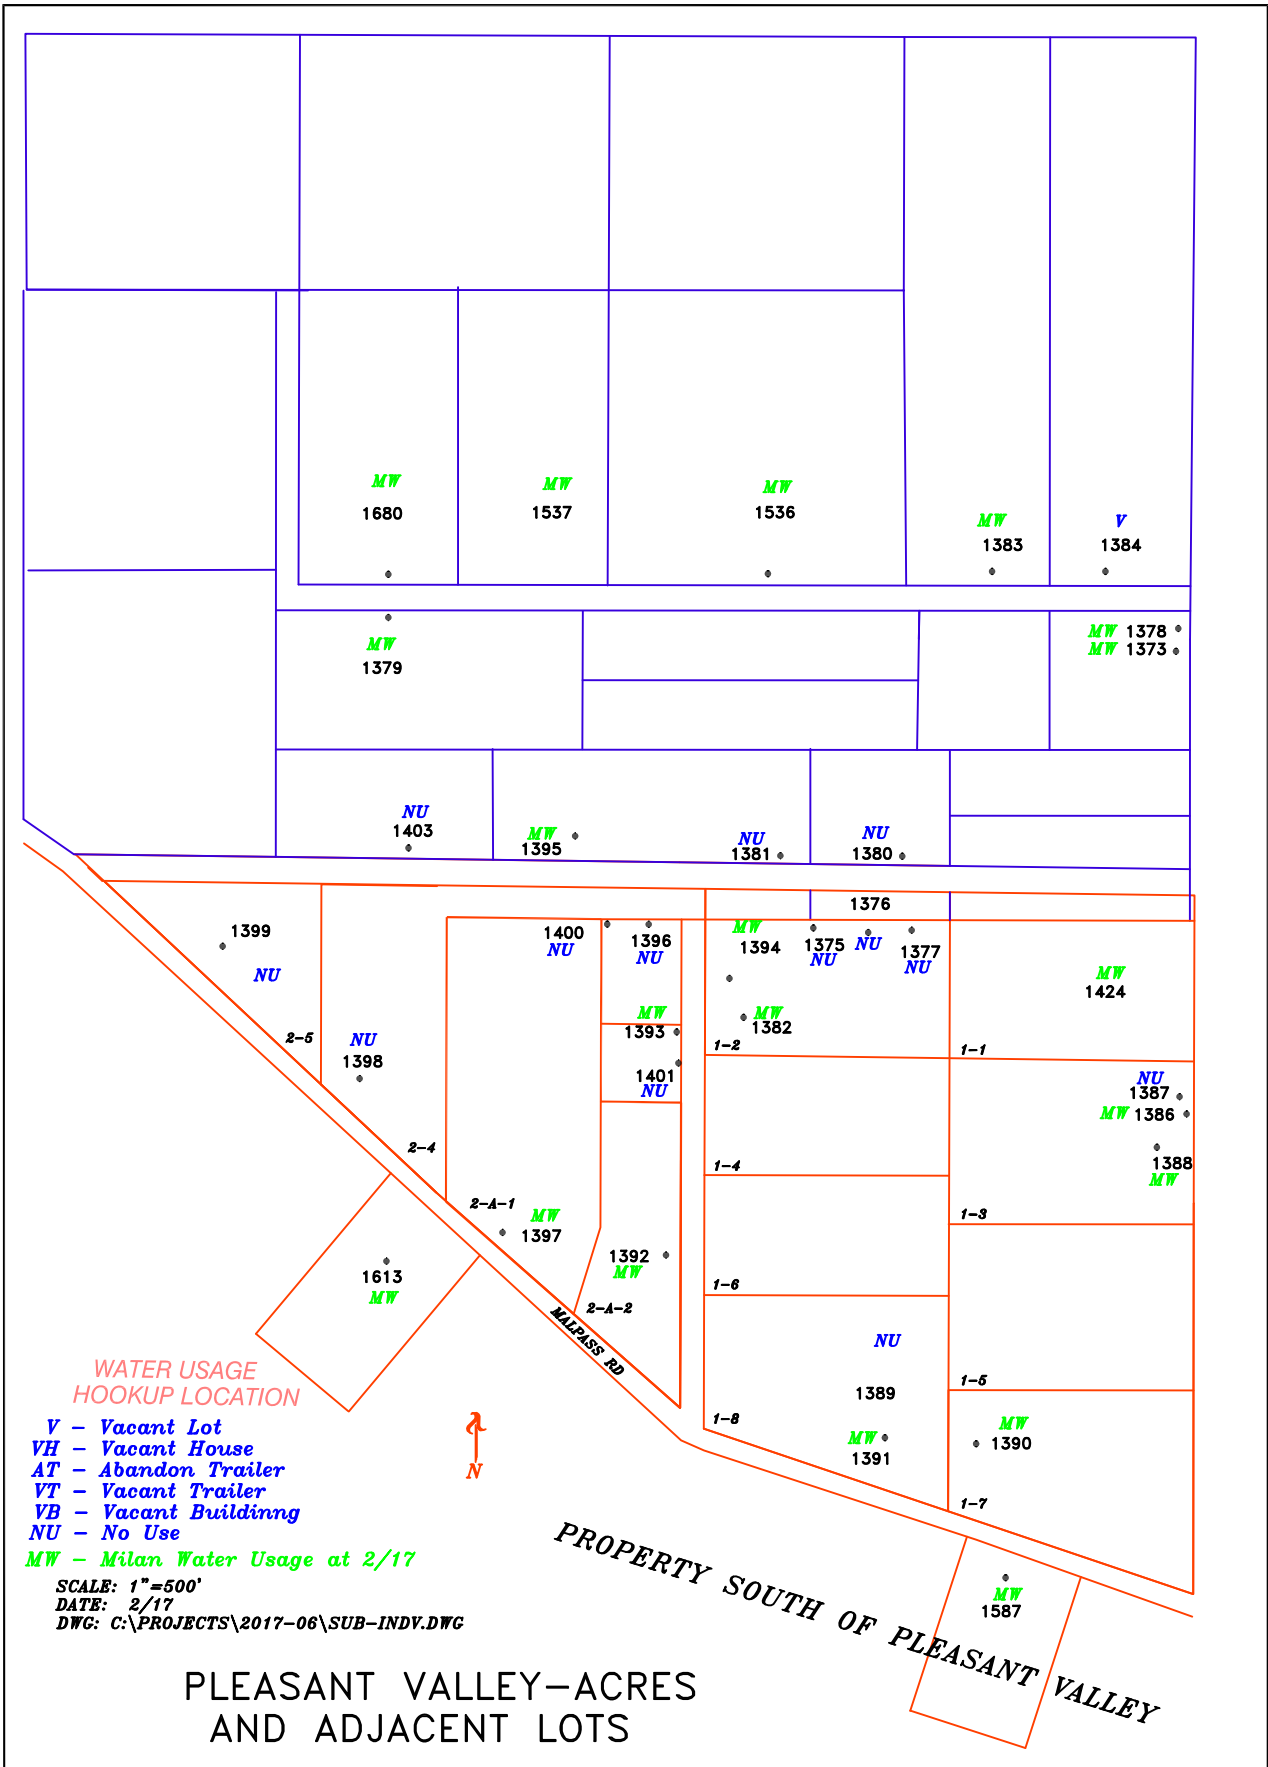 MW
1680
MW
1537
MW
1536
MW
1383
V
1384
MW
1379
MW 1378
MW 1373
NU
1403
MW
1395
NU
1381
NU
1380
1399
NU
2-5
NU
1398
2-4
1400
NU
1396
NU
MW
1393
1401
NU
MW
1394
MW
1382
1-2
1376
1375
NU
NU
1377
NU
MW
1424
1-1
NU
1387
MW 1386
1388
MW
1-3
1-4
2-A-1
MW
1397
1392
MW
2-A-2
MALPASS RD
1613
MW
1-6
NU
1389
1-5
1-8
MW
1391
MW
1390
1-7
WATER USAGE
HOOKUP LOCATION
V - Vacant Lot
VH - Vacant House
AT - Abandon Trailer
VT - Vacant Trailer
VB - Vacant Buildinng
NU - No Use
MW - Milan Water Usage at 2/17
SCALE: 1"=500'
DATE: 2/17
DWG: C:\PROJECTS\2017-06\SUB-INDV.DWG
N
PROPERTY SOUTH OF PLEASANT VALLEY
MW
1587
PLEASANT VALLEY-ACRES
AND ADJACENT LOTS